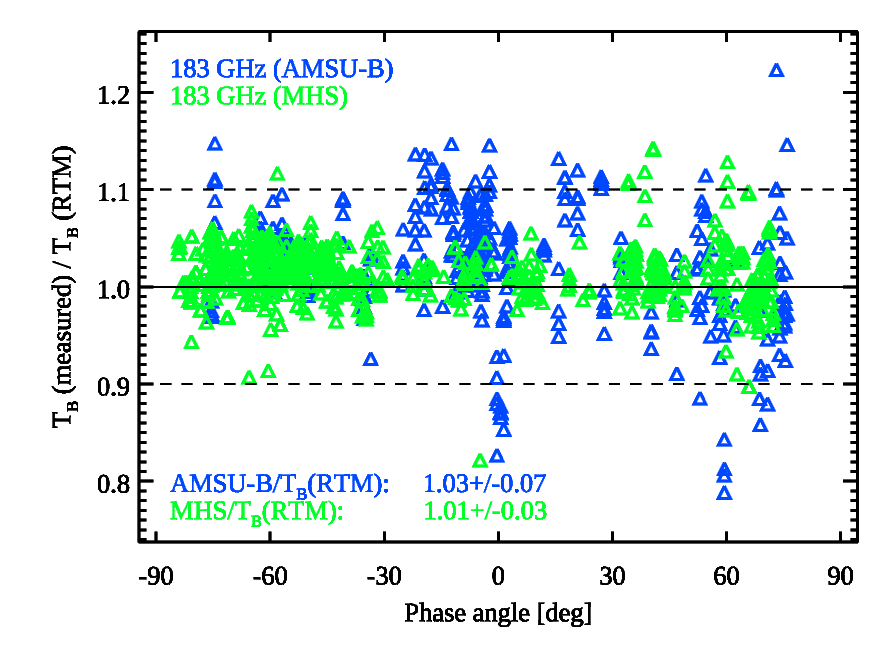 183 GHz (AMSU-B)
183 GHz (MHS)
1.2
1.1
1.0
0.9
0.8
T_B (measured) / T_B (RTM)
AMSU-B/T_B(RTM): 1.03+/-0.07
MHS/T_B(RTM): 1.01+/-0.03
-90 -60 -30 0 30 60 90
Phase angle [deg]